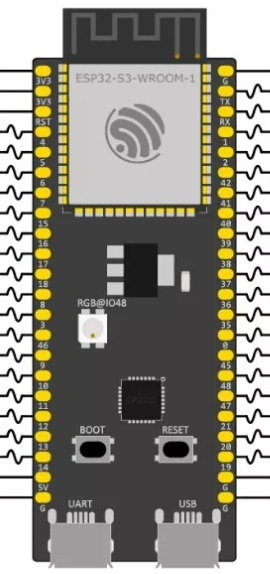 ESP32-S3-WROOM-1
3V3 G
3V3 TX
RST RX
4 1
5 2
6 42
7 41
15 40
16 39
17 38
18 37
8 36
RGB@IO48
3 35
46 0
9 45
10 48
11 47
12 21
BOOT RESET
13 20
14 19
5V G
G G
UART USB